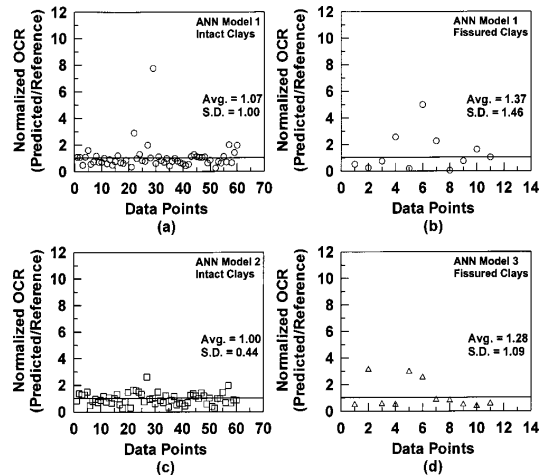 ANN Model 1
Intact Clays
Avg. = 1.07
S.D. = 1.00
Normalized OCR
(Predicted/Reference)
12
10
8
6
4
2
0
0 10 20 30 40 50 60 70
Data Points
(a)
ANN Model 1
Fissured Clays
Avg. = 1.37
S.D. = 1.46
Normalized OCR
(Predicted/Reference)
12
10
8
6
4
2
0
0 2 4 6 8 10 12 14
Data Points
(b)
ANN Model 2
Intact Clays
Avg. = 1.00
S.D. = 0.44
Normalized OCR
(Predicted/Reference)
12
10
8
6
4
2
0
0 10 20 30 40 50 60 70
Data Points
(c)
ANN Model 3
Fissured Clays
Avg. = 1.28
S.D. = 1.09
Normalized OCR
(Predicted/Reference)
12
10
8
6
4
2
0
0 2 4 6 8 10 12 14
Data Points
(d)